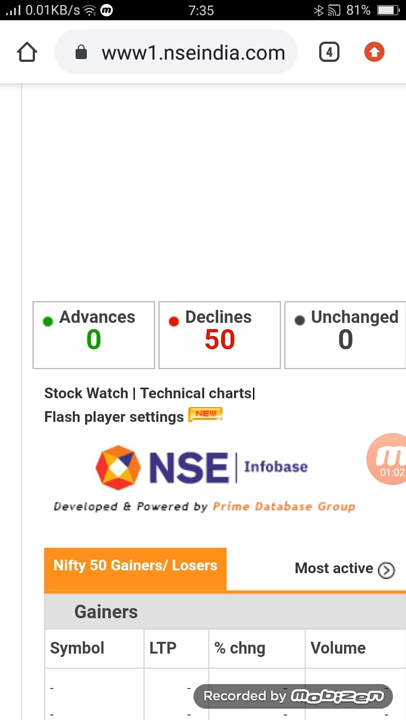 0.01KB/s 7:35 81%
www1.nseindia.com 4
Advances Declines Unchanged
0 50 0
Stock Watch | Technical charts|
Flash player settings NEW
NSE | Infobase
Developed & Powered by Prime Database Group
Nifty 50 Gainers/ Losers Most active
Gainers
Symbol LTP % chng Volume
- - - -
- - - -
01:02
Recorded by mobizen